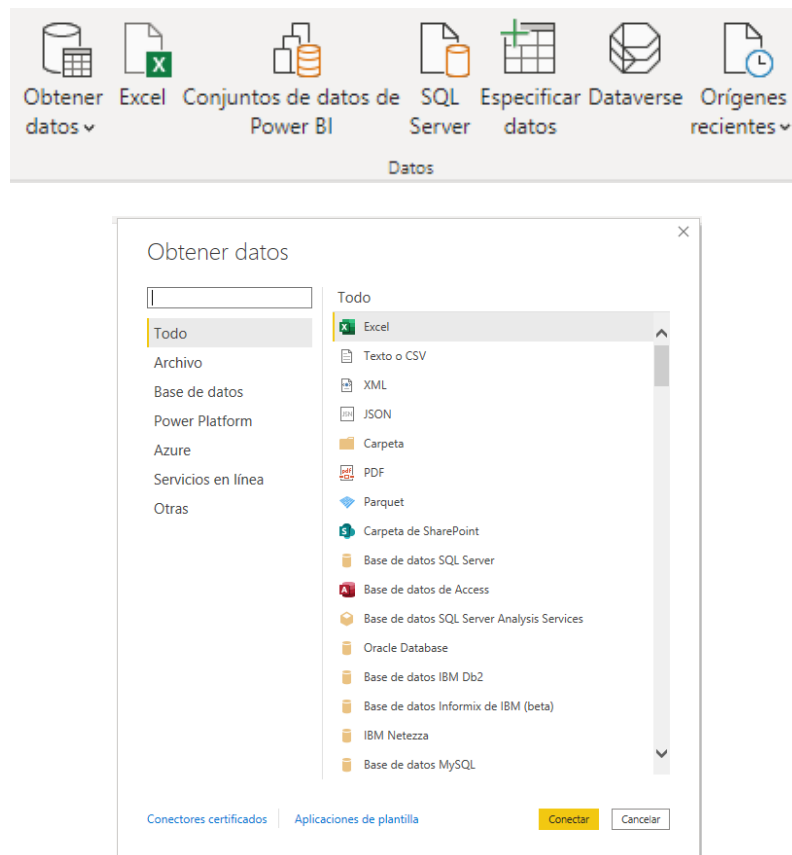 Obtener datos
Excel
Conjuntos de datos de Power BI
SQL Server
Especificar datos
Dataverse
Orígenes recientes
Datos
Obtener datos
Todo
Archivo
Base de datos
Power Platform
Azure
Servicios en línea
Otras
Todo
Excel
Texto o CSV
XML
JSON
Carpeta
PDF
Parquet
Carpeta de SharePoint
Base de datos SQL Server
Base de datos de Access
Base de datos SQL Server Analysis Services
Oracle Database
Base de datos IBM Db2
Base de datos Informix de IBM (beta)
IBM Netezza
Base de datos MySQL
Conectores certificados
Aplicaciones de plantilla
Conectar
Cancelar